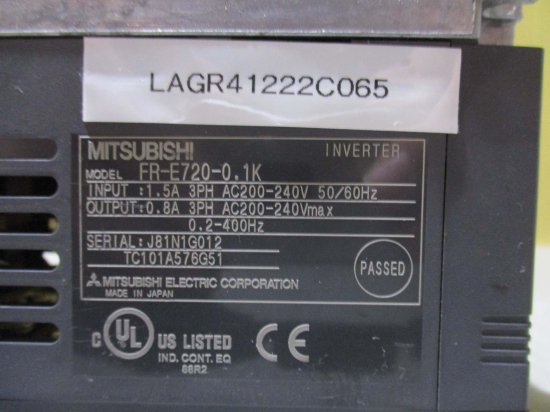 LAGR41222C065
MITSUBISHI INVERTER
MODEL FR-E720-0.1K
INPUT :1.5A 3PH AC200-240V 50/60Hz
OUTPUT:0.8A 3PH AC200-240Vmax
0.2-400Hz
SERIAL:J81N1G012
TC101A576G51
PASSED
MITSUBISHI ELECTRIC CORPORATION
MADE IN JAPAN
C UL US LISTED CE
IND. CONT. EQ
88R2